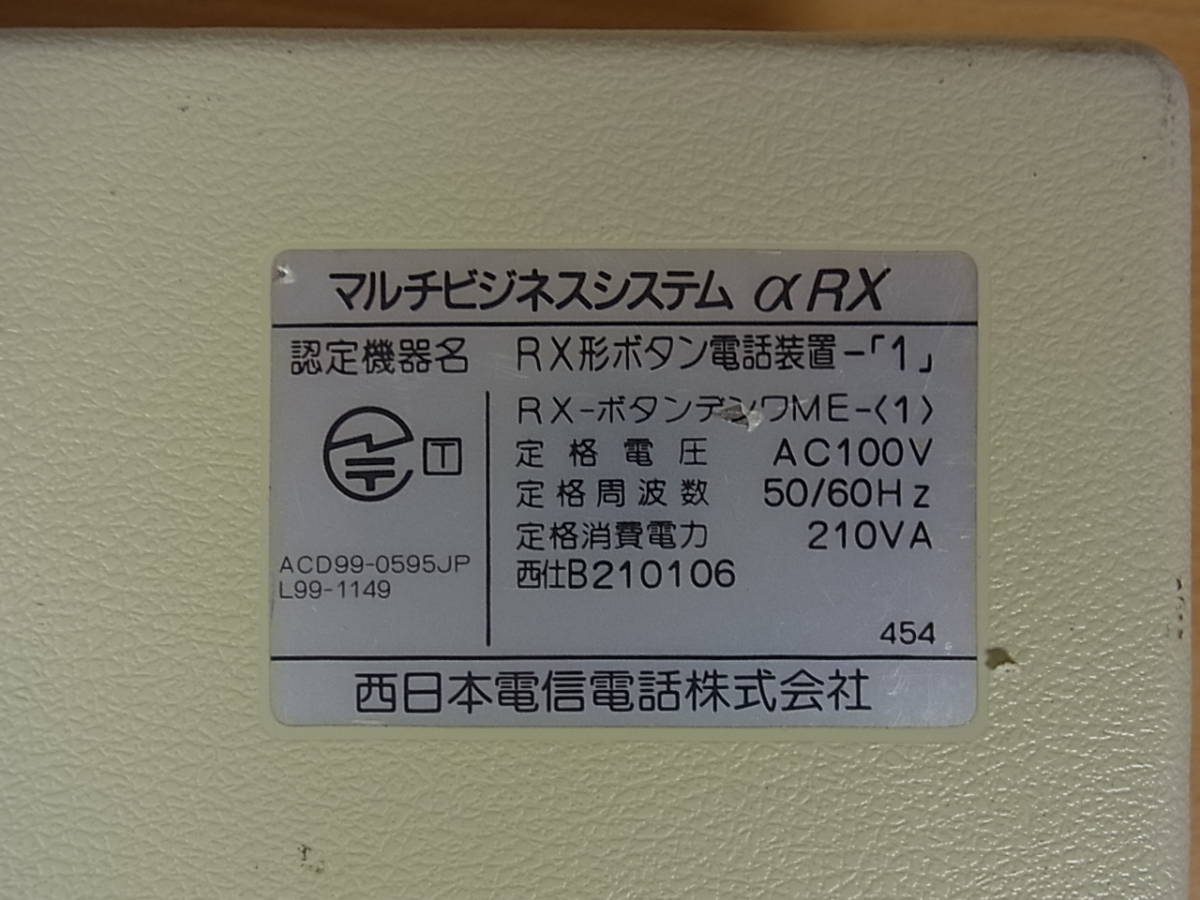 マルチビジネスシステム αRX
認定機器名 RX形ボタン電話装置-「1」
T
ACD99-0595JP
L99-1149
RX-ボタンデンワME-〈1〉
定格電圧 AC100V
定格周波数 50/60Hz
定格消費電力 210VA
西仕B210106
454
西日本電信電話株式会社